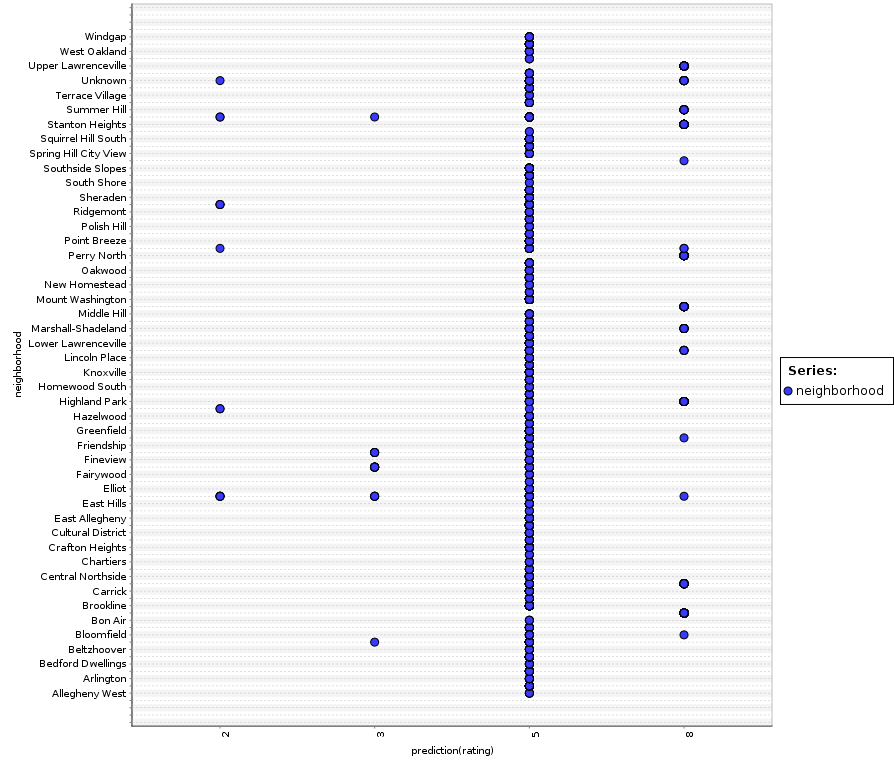 Windgap
West Oakland
Upper Lawrenceville
Unknown
Terrace Village
Summer Hill
Stanton Heights
Squirrel Hill South
Spring Hill City View
Southside Slopes
South Shore
Sheraden
Ridgemont
Polish Hill
Point Breeze
Perry North
Oakwood
New Homestead
Mount Washington
Middle Hill
Marshall-Shadeland
Lower Lawrenceville
Lincoln Place
Knoxville
Homewood South
Highland Park
Hazelwood
Greenfield
Friendship
Fineview
Fairywood
Elliot
East Hills
East Allegheny
Cultural District
Crafton Heights
Chartiers
Central Northside
Carrick
Brookline
Bon Air
Bloomfield
Beltzhoover
Bedford Dwellings
Arlington
Allegheny West
neighborhood
2 3 5 8
prediction(rating)
Series:
neighborhood